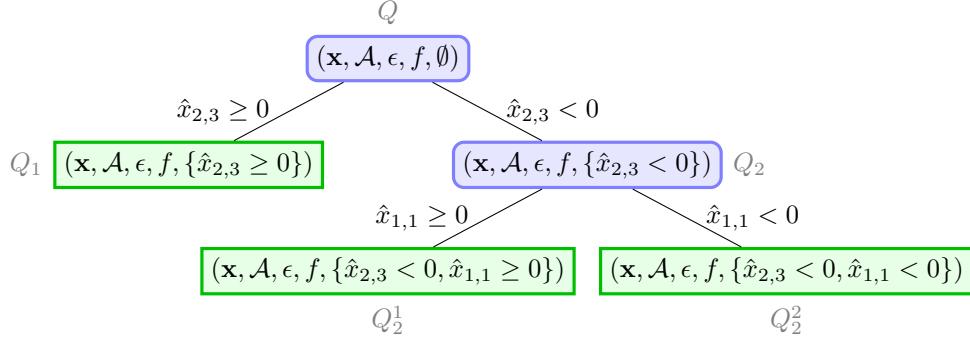 Q
(x, 𝒜, ϵ, f, ∅)
x̂₂,₃ ≥ 0
x̂₂,₃ < 0
Q₁
(x, 𝒜, ϵ, f, {x̂₂,₃ ≥ 0})
(x, 𝒜, ϵ, f, {x̂₂,₃ < 0})
Q₂
x̂₁,₁ ≥ 0
x̂₁,₁ < 0
(x, 𝒜, ϵ, f, {x̂₂,₃ < 0, x̂₁,₁ ≥ 0})
(x, 𝒜, ϵ, f, {x̂₂,₃ < 0, x̂₁,₁ < 0})
Q₂¹
Q₂²